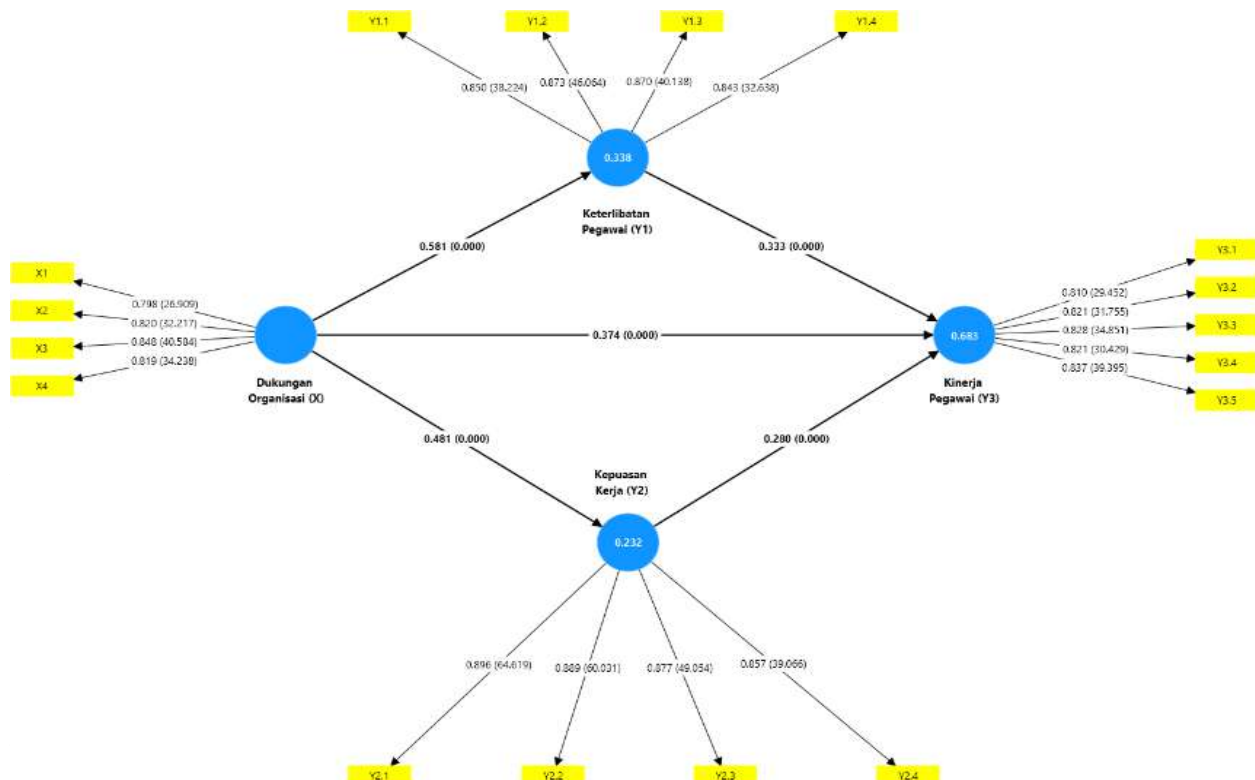 Y1.1
Y1.2
Y1.3
Y1.4
0.850 (38.224)
0.873 (46.064)
0.870 (40.138)
0.843 (32.638)
0.338
Keterlibatan
Pegawai (Y1)
0.581 (0.000)
0.333 (0.000)
X1
X2
X3
X4
0.798 (26.909)
0.820 (32.217)
0.848 (40.584)
0.819 (34.238)
Dukungan
Organisasi (X)
0.374 (0.000)
0.683
Kinerja
Pegawai (Y3)
0.810 (29.452)
0.821 (31.755)
0.828 (34.851)
0.821 (30.429)
0.837 (39.395)
Y3.1
Y3.2
Y3.3
Y3.4
Y3.5
0.481 (0.000)
0.280 (0.000)
Kepuasan
Kerja (Y2)
0.232
0.896 (64.619)
0.889 (60.031)
0.877 (49.054)
0.857 (39.066)
Y2.1
Y2.2
Y2.3
Y2.4